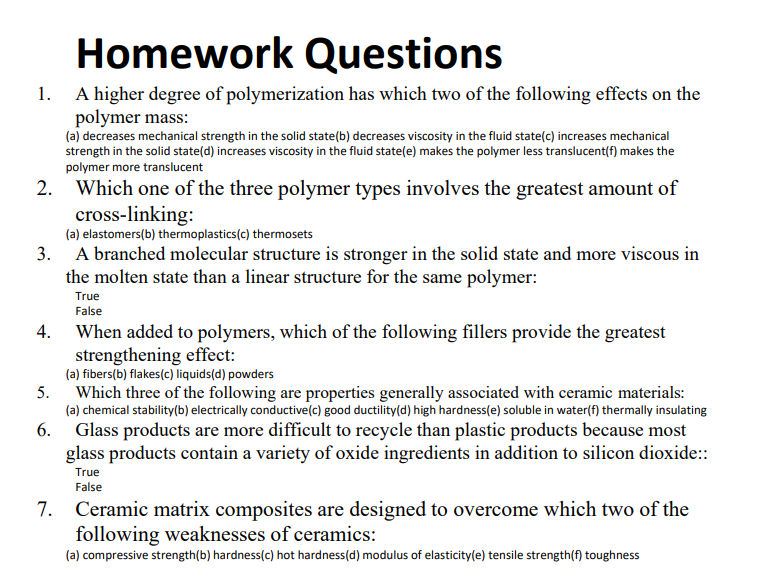 Homework Questions
1. A higher degree of polymerization has which two of the following effects on the
polymer mass:
(a) decreases mechanical strength in the solid state(b) decreases viscosity in the fluid state(c) increases mechanical
strength in the solid state(d) increases viscosity in the fluid state(e) makes the polymer less translucent(f) makes the
polymer more translucent
2. Which one of the three polymer types involves the greatest amount of
cross-linking:
(a) elastomers(b) thermoplastics(c) thermosets
3. A branched molecular structure is stronger in the solid state and more viscous in
the molten state than a linear structure for the same polymer:
True
False
4. When added to polymers, which of the following fillers provide the greatest
strengthening effect:
(a) fibers(b) flakes(c) liquids(d) powders
5. Which three of the following are properties generally associated with ceramic materials:
(a) chemical stability(b) electrically conductive(c) good ductility(d) high hardness(e) soluble in water(f) thermally insulating
6. Glass products are more difficult to recycle than plastic products because most
glass products contain a variety of oxide ingredients in addition to silicon dioxide::
True
False
7. Ceramic matrix composites are designed to overcome which two of the
following weaknesses of ceramics:
(a) compressive strength(b) hardness(c) hot hardness(d) modulus of elasticity(e) tensile strength(f) toughness